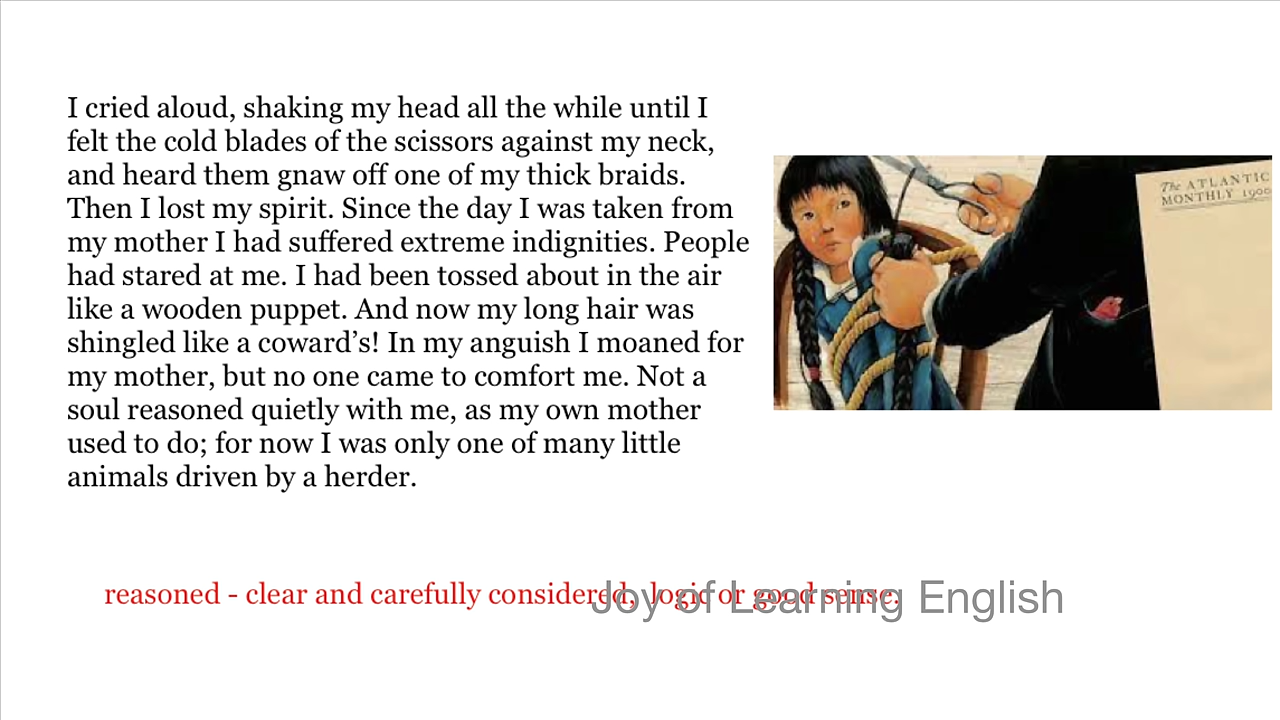 I cried aloud, shaking my head all the while until I
felt the cold blades of the scissors against my neck,
and heard them gnaw off one of my thick braids.
Then I lost my spirit. Since the day I was taken from
my mother I had suffered extreme indignities. People
had stared at me. I had been tossed about in the air
like a wooden puppet. And now my long hair was
shingled like a coward’s! In my anguish I moaned for
my mother, but no one came to comfort me. Not a
soul reasoned quietly with me, as my own mother
used to do; for now I was only one of many little
animals driven by a herder.
The ATLANTIC
MONTHLY 1900
reasoned - clear and carefully considered, logic or good sense.
Joy of Learning English